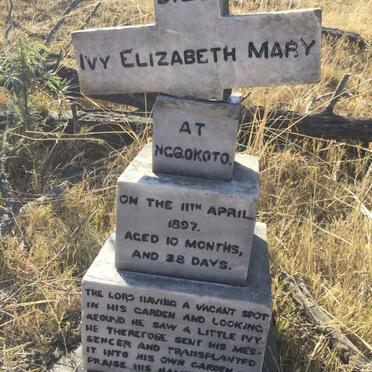 IVY ELIZABETH MARY
AT
NGQOKOTO.
ON THE 11TH APRIL
1897.
AGED 10 MONTHS,
AND 28 DAYS.
THE LORD HAVING A VACANT SPOT
IN HIS GARDEN AND LOOKING
AROUND HE SAW A LITTLE IVY
HE THEREFORE SENT HIS MES-
SENGER AND TRANSPLANTED
IT INTO HIS OWN GARDEN
PRAISE HIS